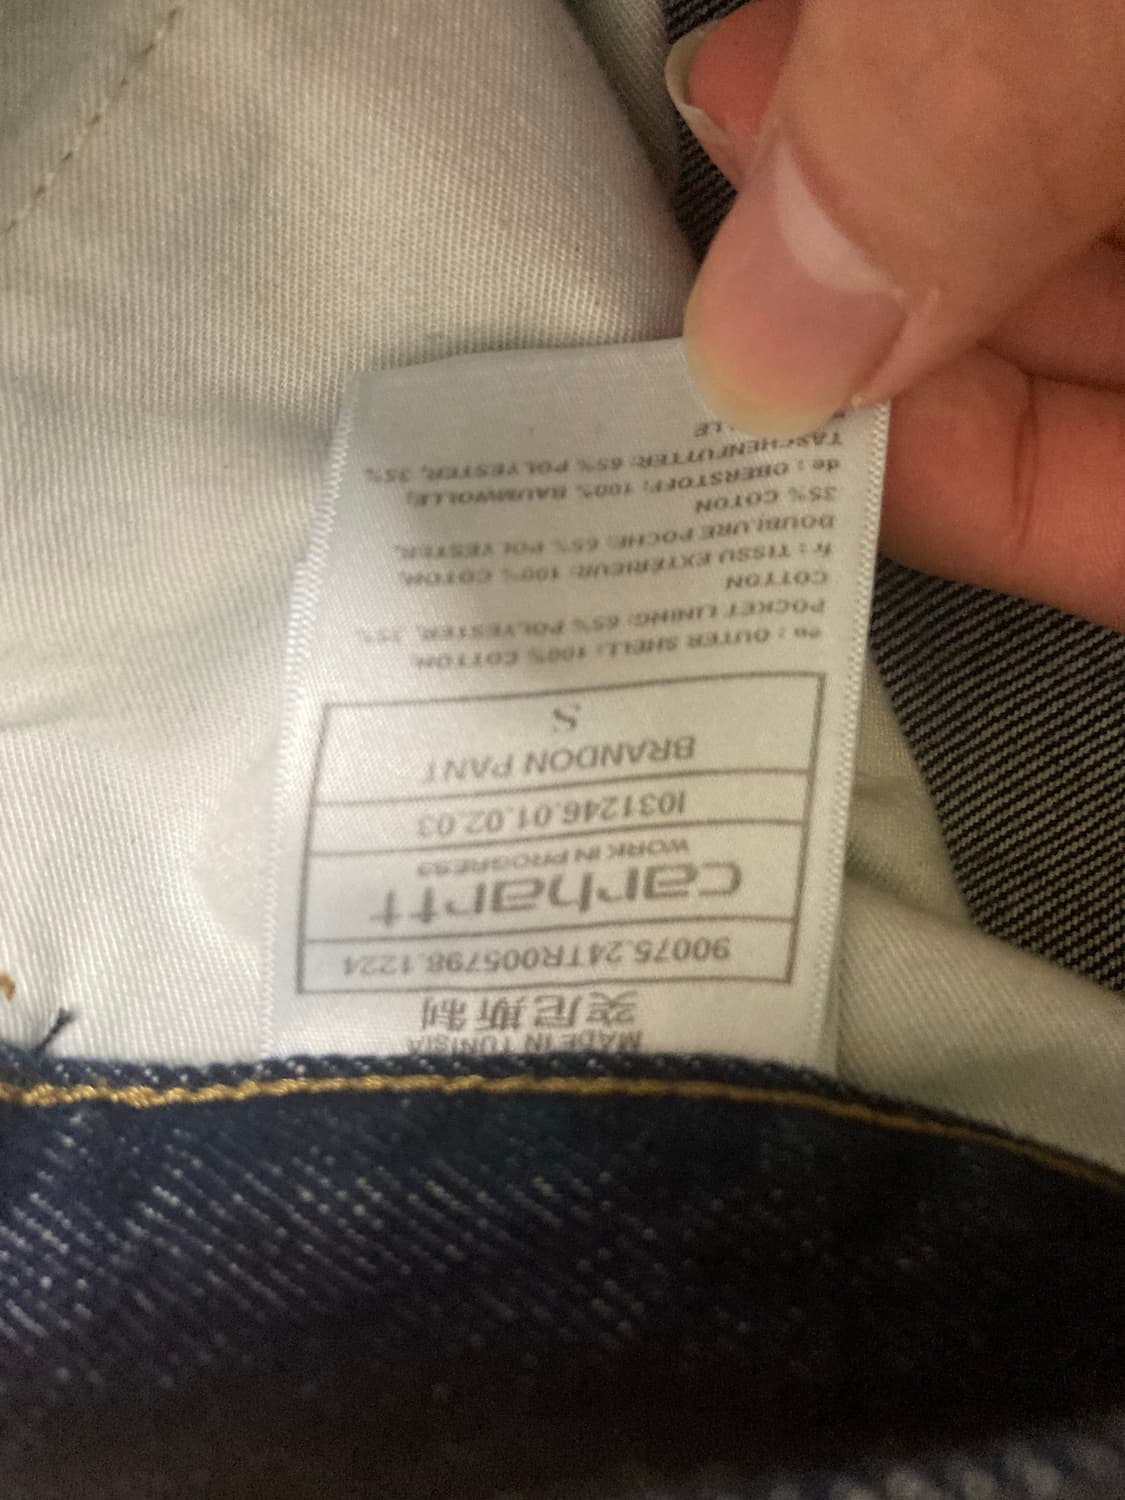 MADE IN TUNISIA
突尼斯制
90075.24TR005798.1224
carhartt
WORK IN PROGRESS
I031246.01.02.03
BRANDON PANT
S
en : OUTER SHELL: 100% COTTON,
POCKET LINING: 65% POLYESTER, 35%
COTTON
fr : TISSU EXTÉRIEUR: 100% COTON,
DOUBLURE POCHE: 65% POLYESTER,
35% COTON
de : OBERSTOFF: 100% BAUMWOLLE,
TASCHENFUTTER: 65% POLYESTER, 35%